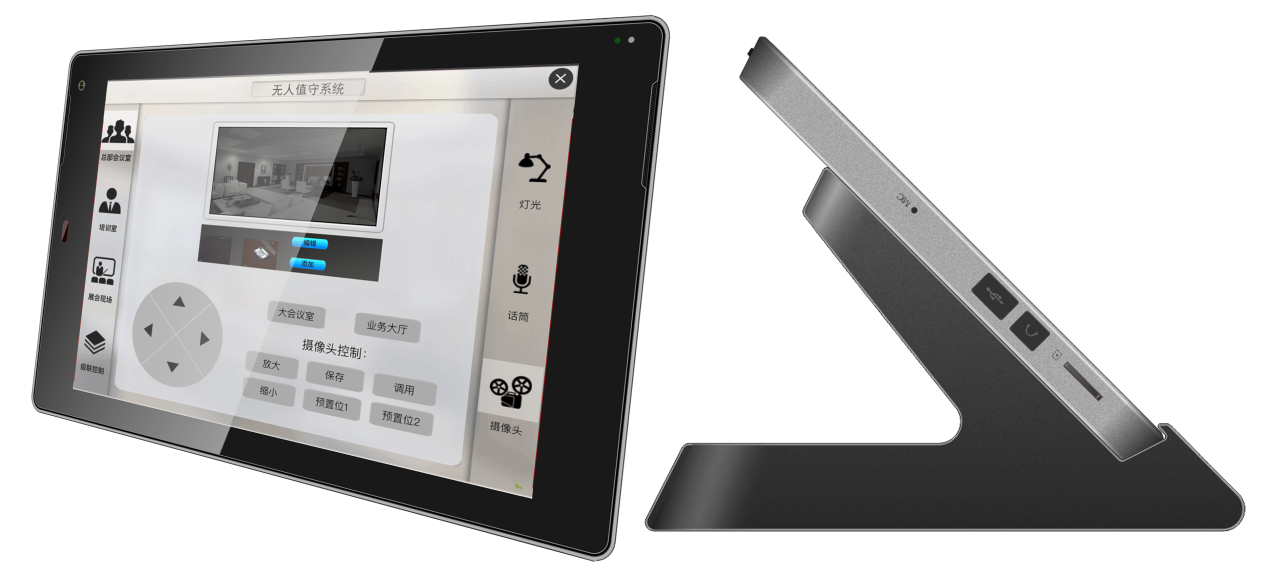 无人值守系统
总部会议室
培训室
展会现场
级联控制
编辑
添加
大会议室
业务大厅
摄像头控制：
放大
保存
调用
缩小
预置位1
预置位2
灯光
话筒
摄像头
MIC